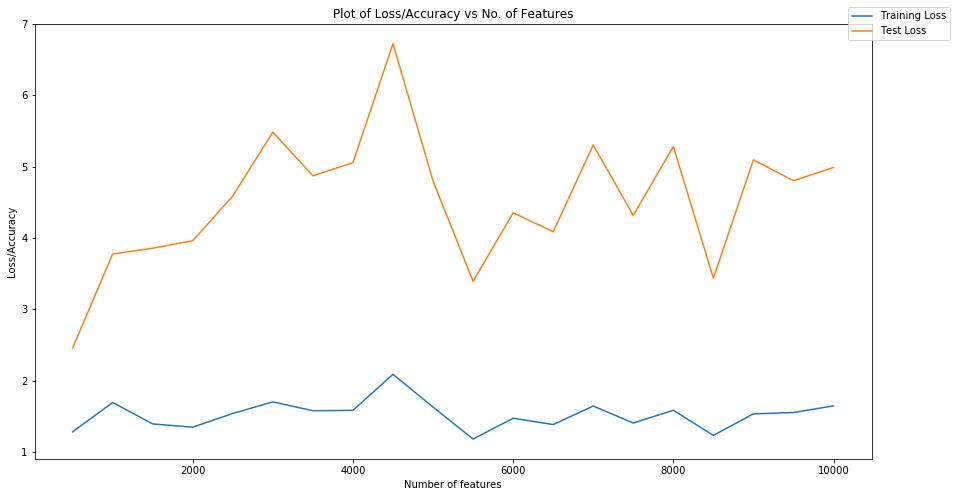 Plot of Loss/Accuracy vs No. of Features
Training Loss
Test Loss
7
6
5
4
3
2
1
Loss/Accuracy
2000
4000
6000
8000
10000
Number of features